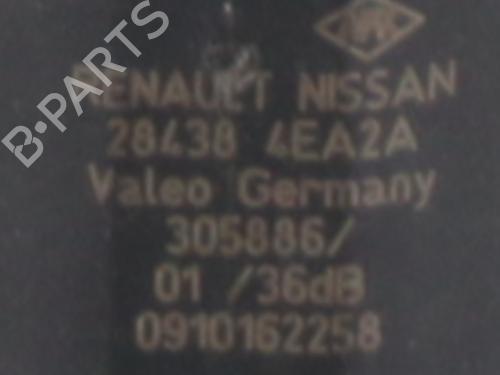 B-PARTS
RENAULT NISSAN
28438 4EA2A
Valeo Germany
305886/
01 /36dB
0910162258